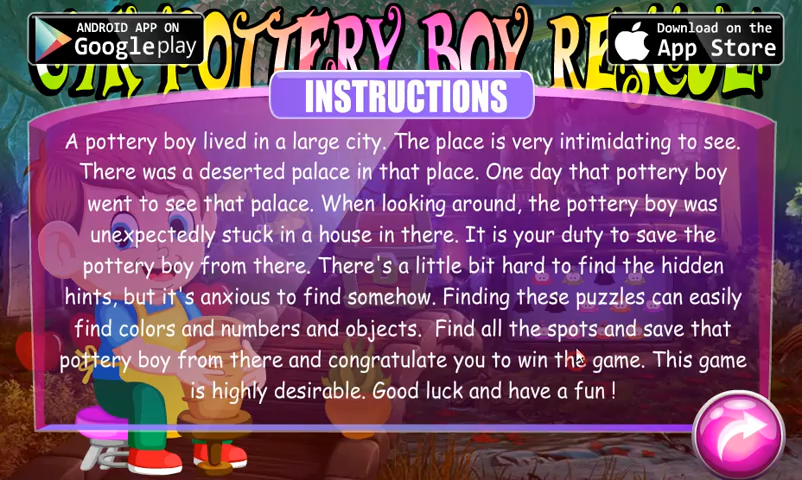 ANDROID APP ON
Google play
Download on the
App Store
POTTERY BOY RESCUE
INSTRUCTIONS
A pottery boy lived in a large city. The place is very intimidating to see.
There was a deserted palace in that place. One day that pottery boy
went to see that palace. When looking around, the pottery boy was
unexpectedly stuck in a house in there. It is your duty to save the
pottery boy from there. There's a little bit hard to find the hidden
hints, but it's anxious to find somehow. Finding these puzzles can easily
find colors and numbers and objects. Find all the spots and save that
pottery boy from there and congratulate you to win the game. This game
is highly desirable. Good luck and have a fun !